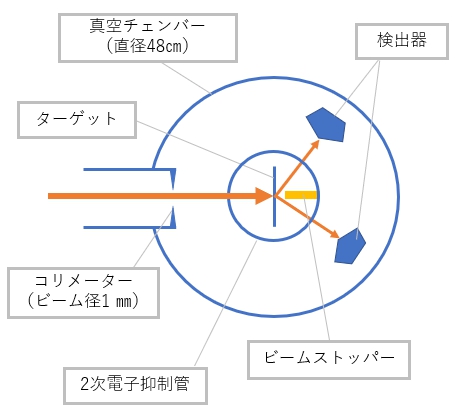 真空チェンバー
（直径48㎝）
検出器
ターゲット
コリメーター
（ビーム径1 ㎜）
ビームストッパー
2次電子抑制管